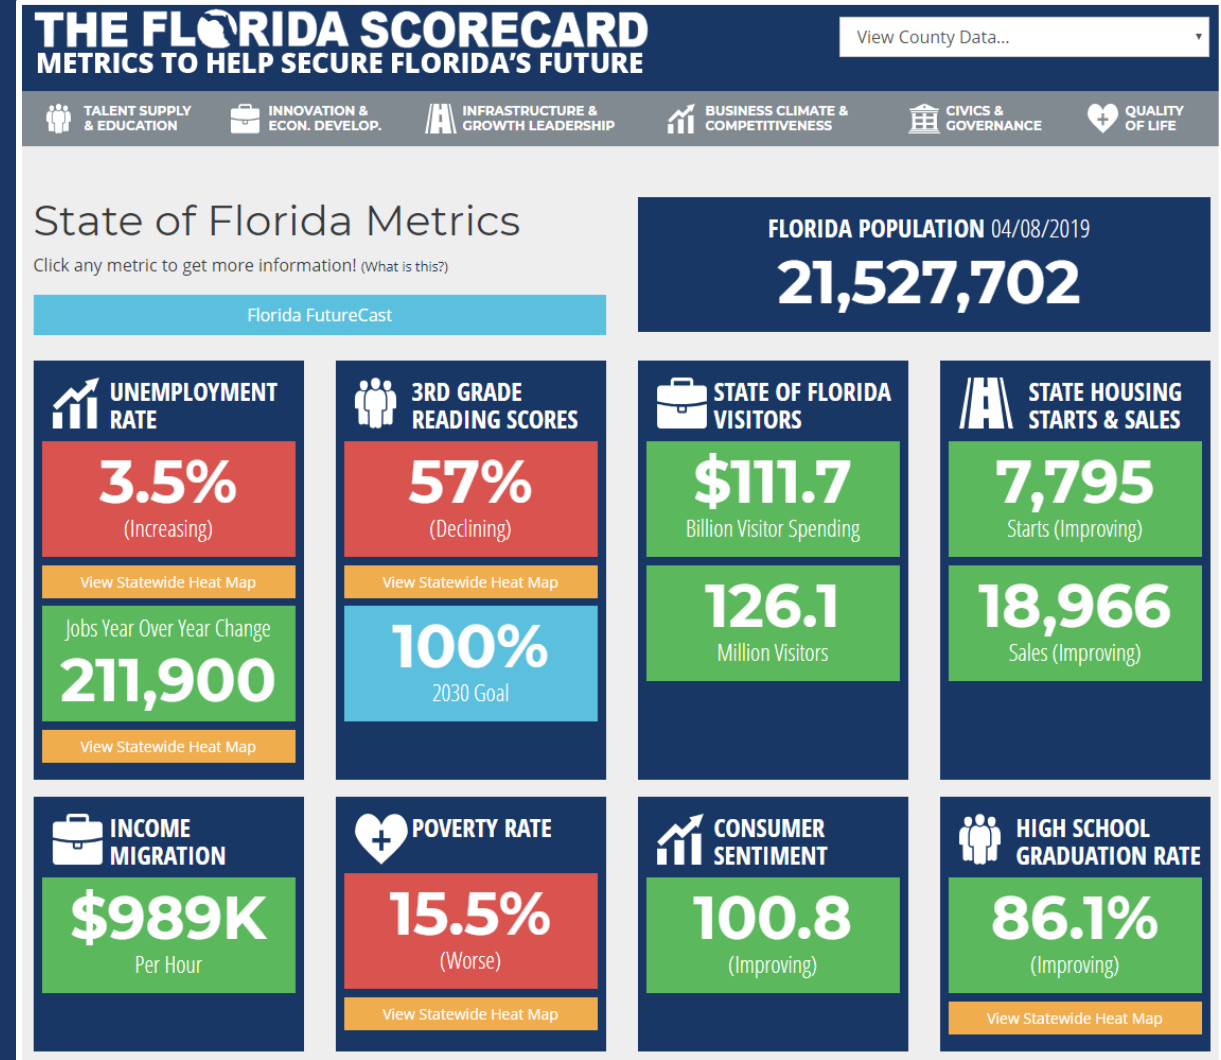 THE FLORIDA SCORECARD
METRICS TO HELP SECURE FLORIDA'S FUTURE
View County Data...
TALENT SUPPLY
& EDUCATION
INNOVATION &
ECON. DEVELOP.
INFRASTRUCTURE &
GROWTH LEADERSHIP
BUSINESS CLIMATE &
COMPETITIVENESS
CIVICS &
GOVERNANCE
QUALITY
OF LIFE
State of Florida Metrics
Click any metric to get more information! (What is this?)
Florida FutureCast
FLORIDA POPULATION 04/08/2019
21,527,702
UNEMPLOYMENT
RATE
3.5%
(Increasing)
View Statewide Heat Map
Jobs Year Over Year Change
211,900
View Statewide Heat Map
3RD GRADE
READING SCORES
57%
(Declining)
View Statewide Heat Map
100%
2030 Goal
STATE OF FLORIDA
VISITORS
$111.7
Billion Visitor Spending
126.1
Million Visitors
STATE HOUSING
STARTS & SALES
7,795
Starts (Improving)
18,966
Sales (Improving)
INCOME
MIGRATION
$989K
Per Hour
POVERTY RATE
15.5%
(Worse)
View Statewide Heat Map
CONSUMER
SENTIMENT
100.8
(Improving)
HIGH SCHOOL
GRADUATION RATE
86.1%
(Improving)
View Statewide Heat Map